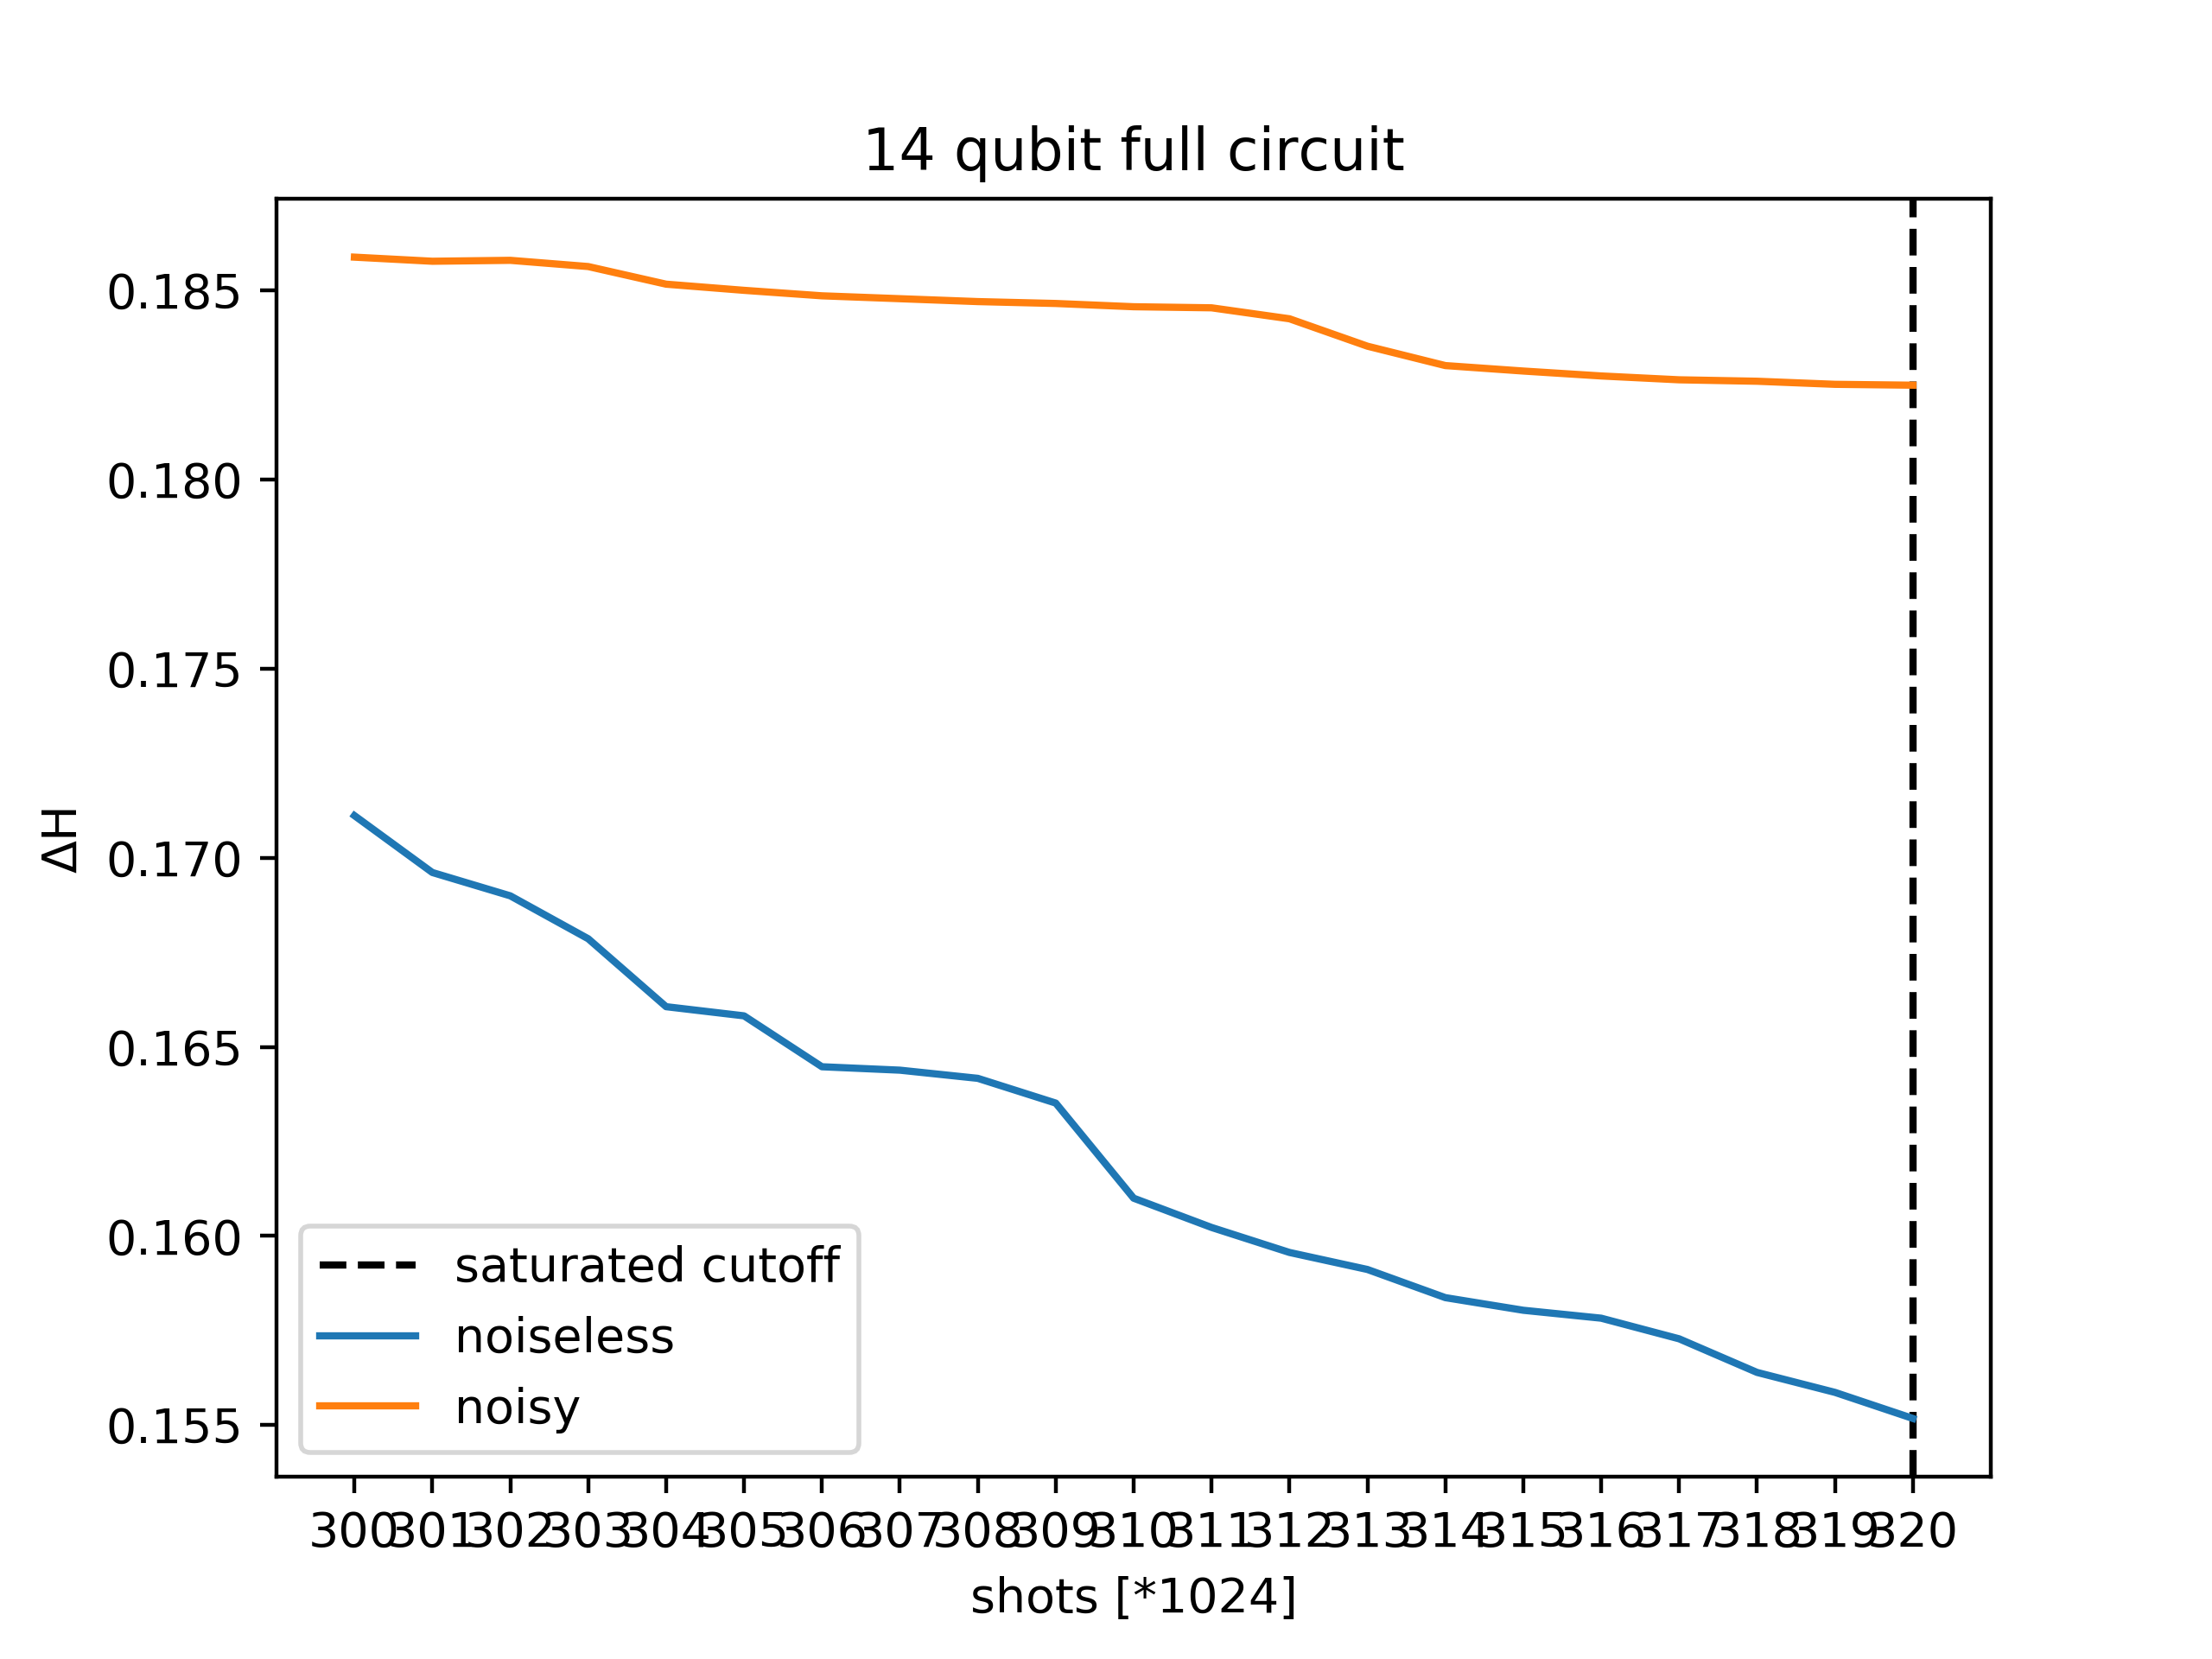 14 qubit full circuit
0.185
0.180
0.175
0.170
0.165
0.160
0.155
ΔH
saturated cutoff
noiseless
noisy
300 301 302 303 304 305 306 307 308 309 310 311 312 313 314 315 316 317 318 319 320
shots [*1024]